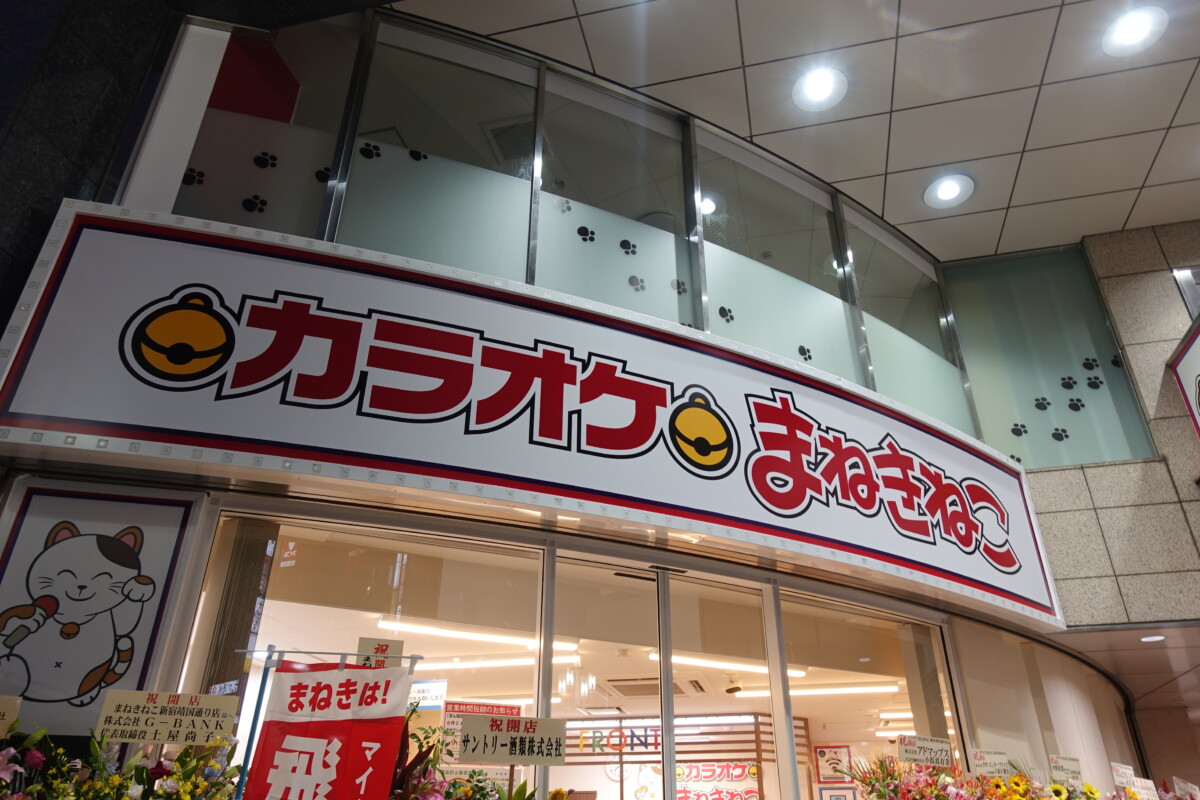 カラオケ まねきねこ
祝開店
まねきねこ新宿靖国通り店
株式会社G-BANK
代表取締役 土屋尚子
まねきは!
飛
マイ
祝
営業時間短縮のお知らせ
祝開店
サントリー酒類株式会社
FRONT
カラオケ
まねきねこ
アドマップス